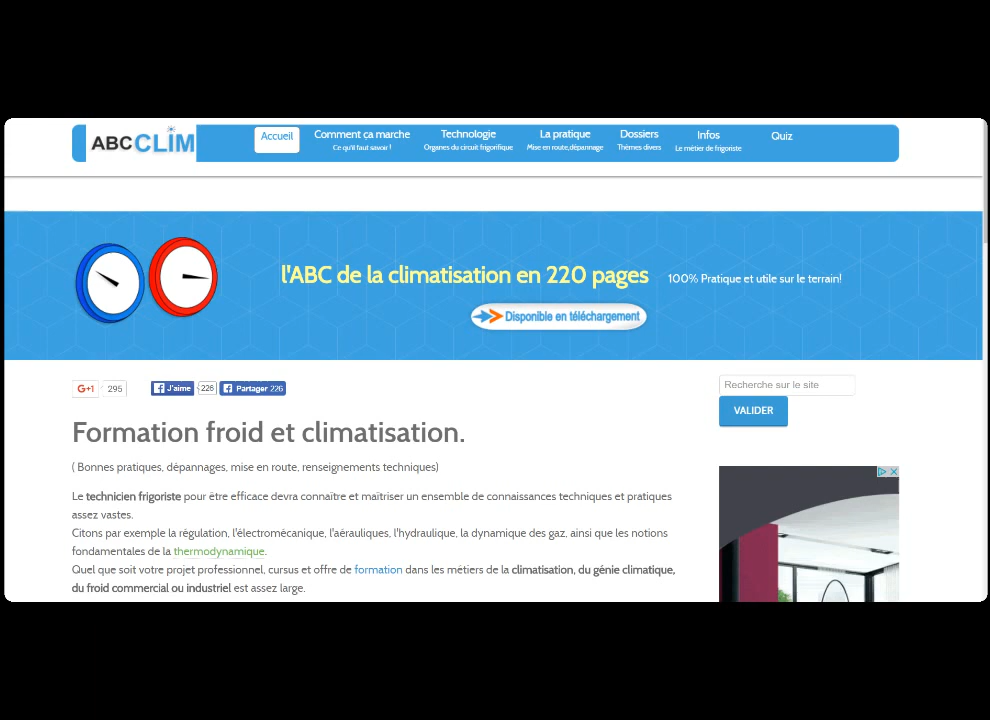 ABC CLIM
Accueil
Comment ça marche
Ce qu'il faut savoir !
Technologie
Organes du circuit frigorifique
La pratique
Mise en route,dépannage
Dossiers
Thèmes divers
Infos
Le métier de frigoriste
Quiz
l'ABC de la climatisation en 220 pages
100% Pratique et utile sur le terrain!
Disponible en téléchargement
G+1 295
J'aime 226 Partager 226
Recherche sur le site
VALIDER
Formation froid et climatisation.
( Bonnes pratiques, dépannages, mise en route, renseignements techniques)
Le technicien frigoriste pour être efficace devra connaître et maîtriser un ensemble de connaissances techniques et pratiques
assez vastes.
Citons par exemple la régulation, l'électromécanique, l'aérauliques, l'hydraulique, la dynamique des gaz, ainsi que les notions
fondamentales de la thermodynamique.
Quel que soit votre projet professionnel, cursus et offre de formation dans les métiers de la climatisation, du génie climatique,
du froid commercial ou industriel est assez large.